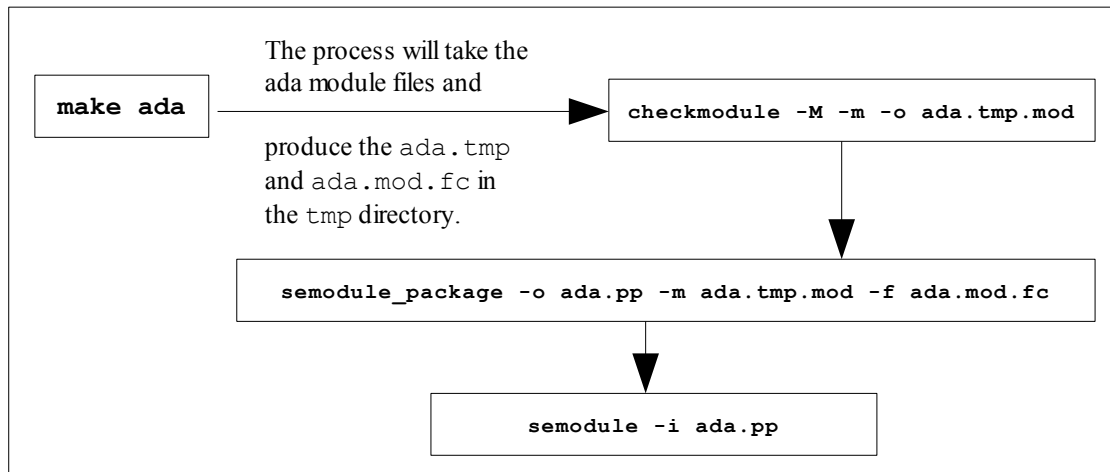 The process will take the
ada module files and
make ada
checkmodule -M -m -o ada.tmp.mod
produce the ada.tmp
and ada.mod.fc in
the tmp directory.
semodule_package -o ada.pp -m ada.tmp.mod -f ada.mod.fc
semodule -i ada.pp